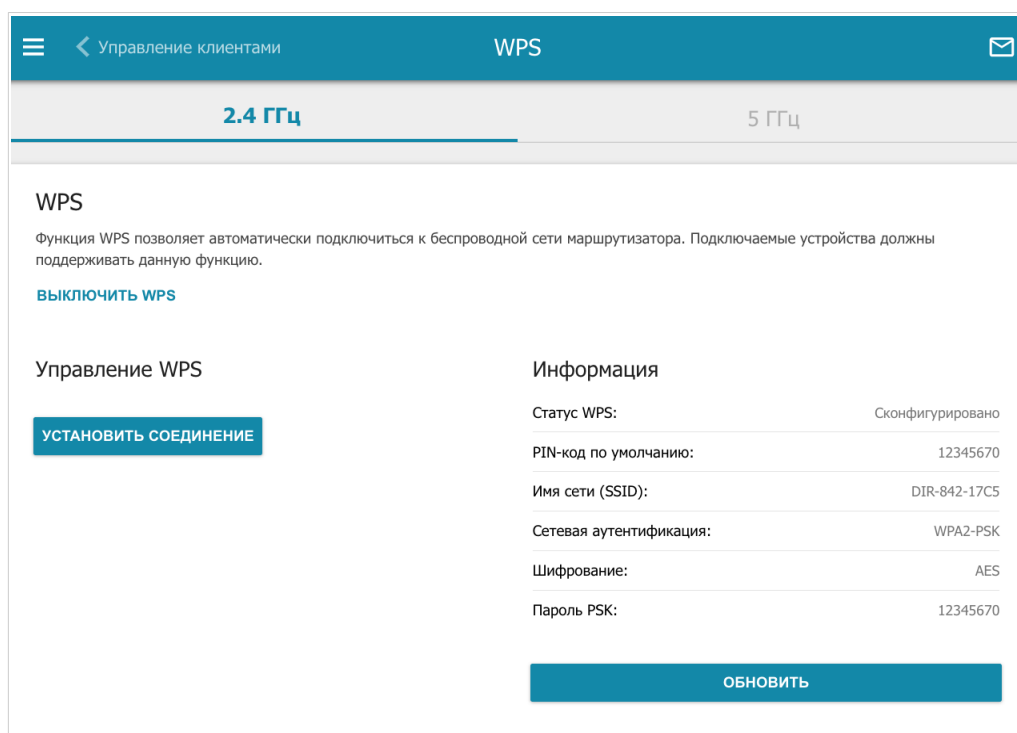 Управление клиентами
WPS
2.4 ГГц
5 ГГц
WPS
Функция WPS позволяет автоматически подключиться к беспроводной сети маршрутизатора. Подключаемые устройства должны
поддерживать данную функцию.
ВЫКЛЮЧИТЬ WPS
Управление WPS
УСТАНОВИТЬ СОЕДИНЕНИЕ
Информация
Статус WPS: Сконфигурировано
PIN-код по умолчанию: 12345670
Имя сети (SSID): DIR-842-17C5
Сетевая аутентификация: WPA2-PSK
Шифрование: AES
Пароль PSK: 12345670
ОБНОВИТЬ